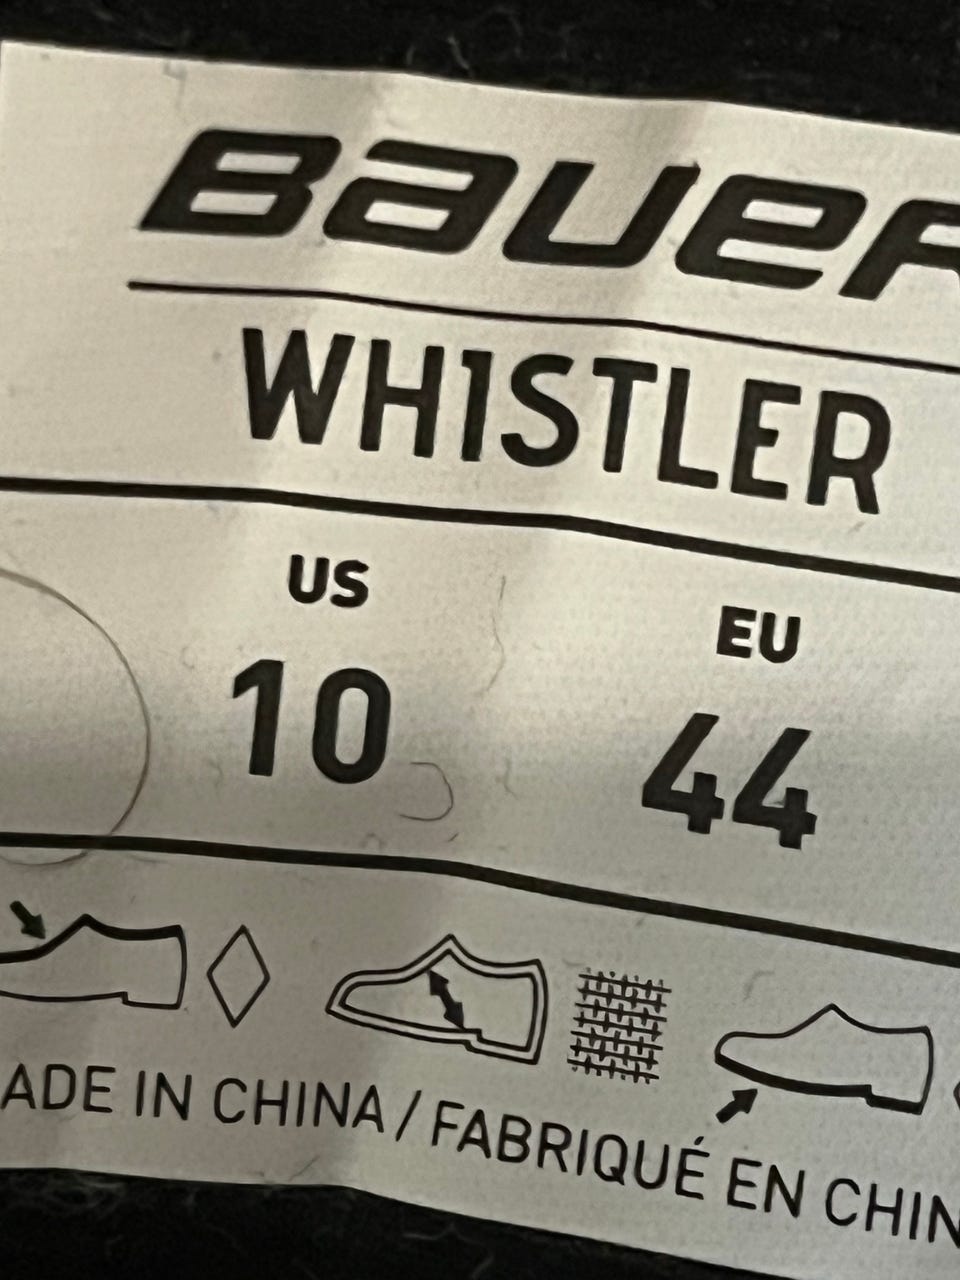 BAUER
WHISTLER
US EU
10 44
ADE IN CHINA / FABRIQUÉ EN CHIN